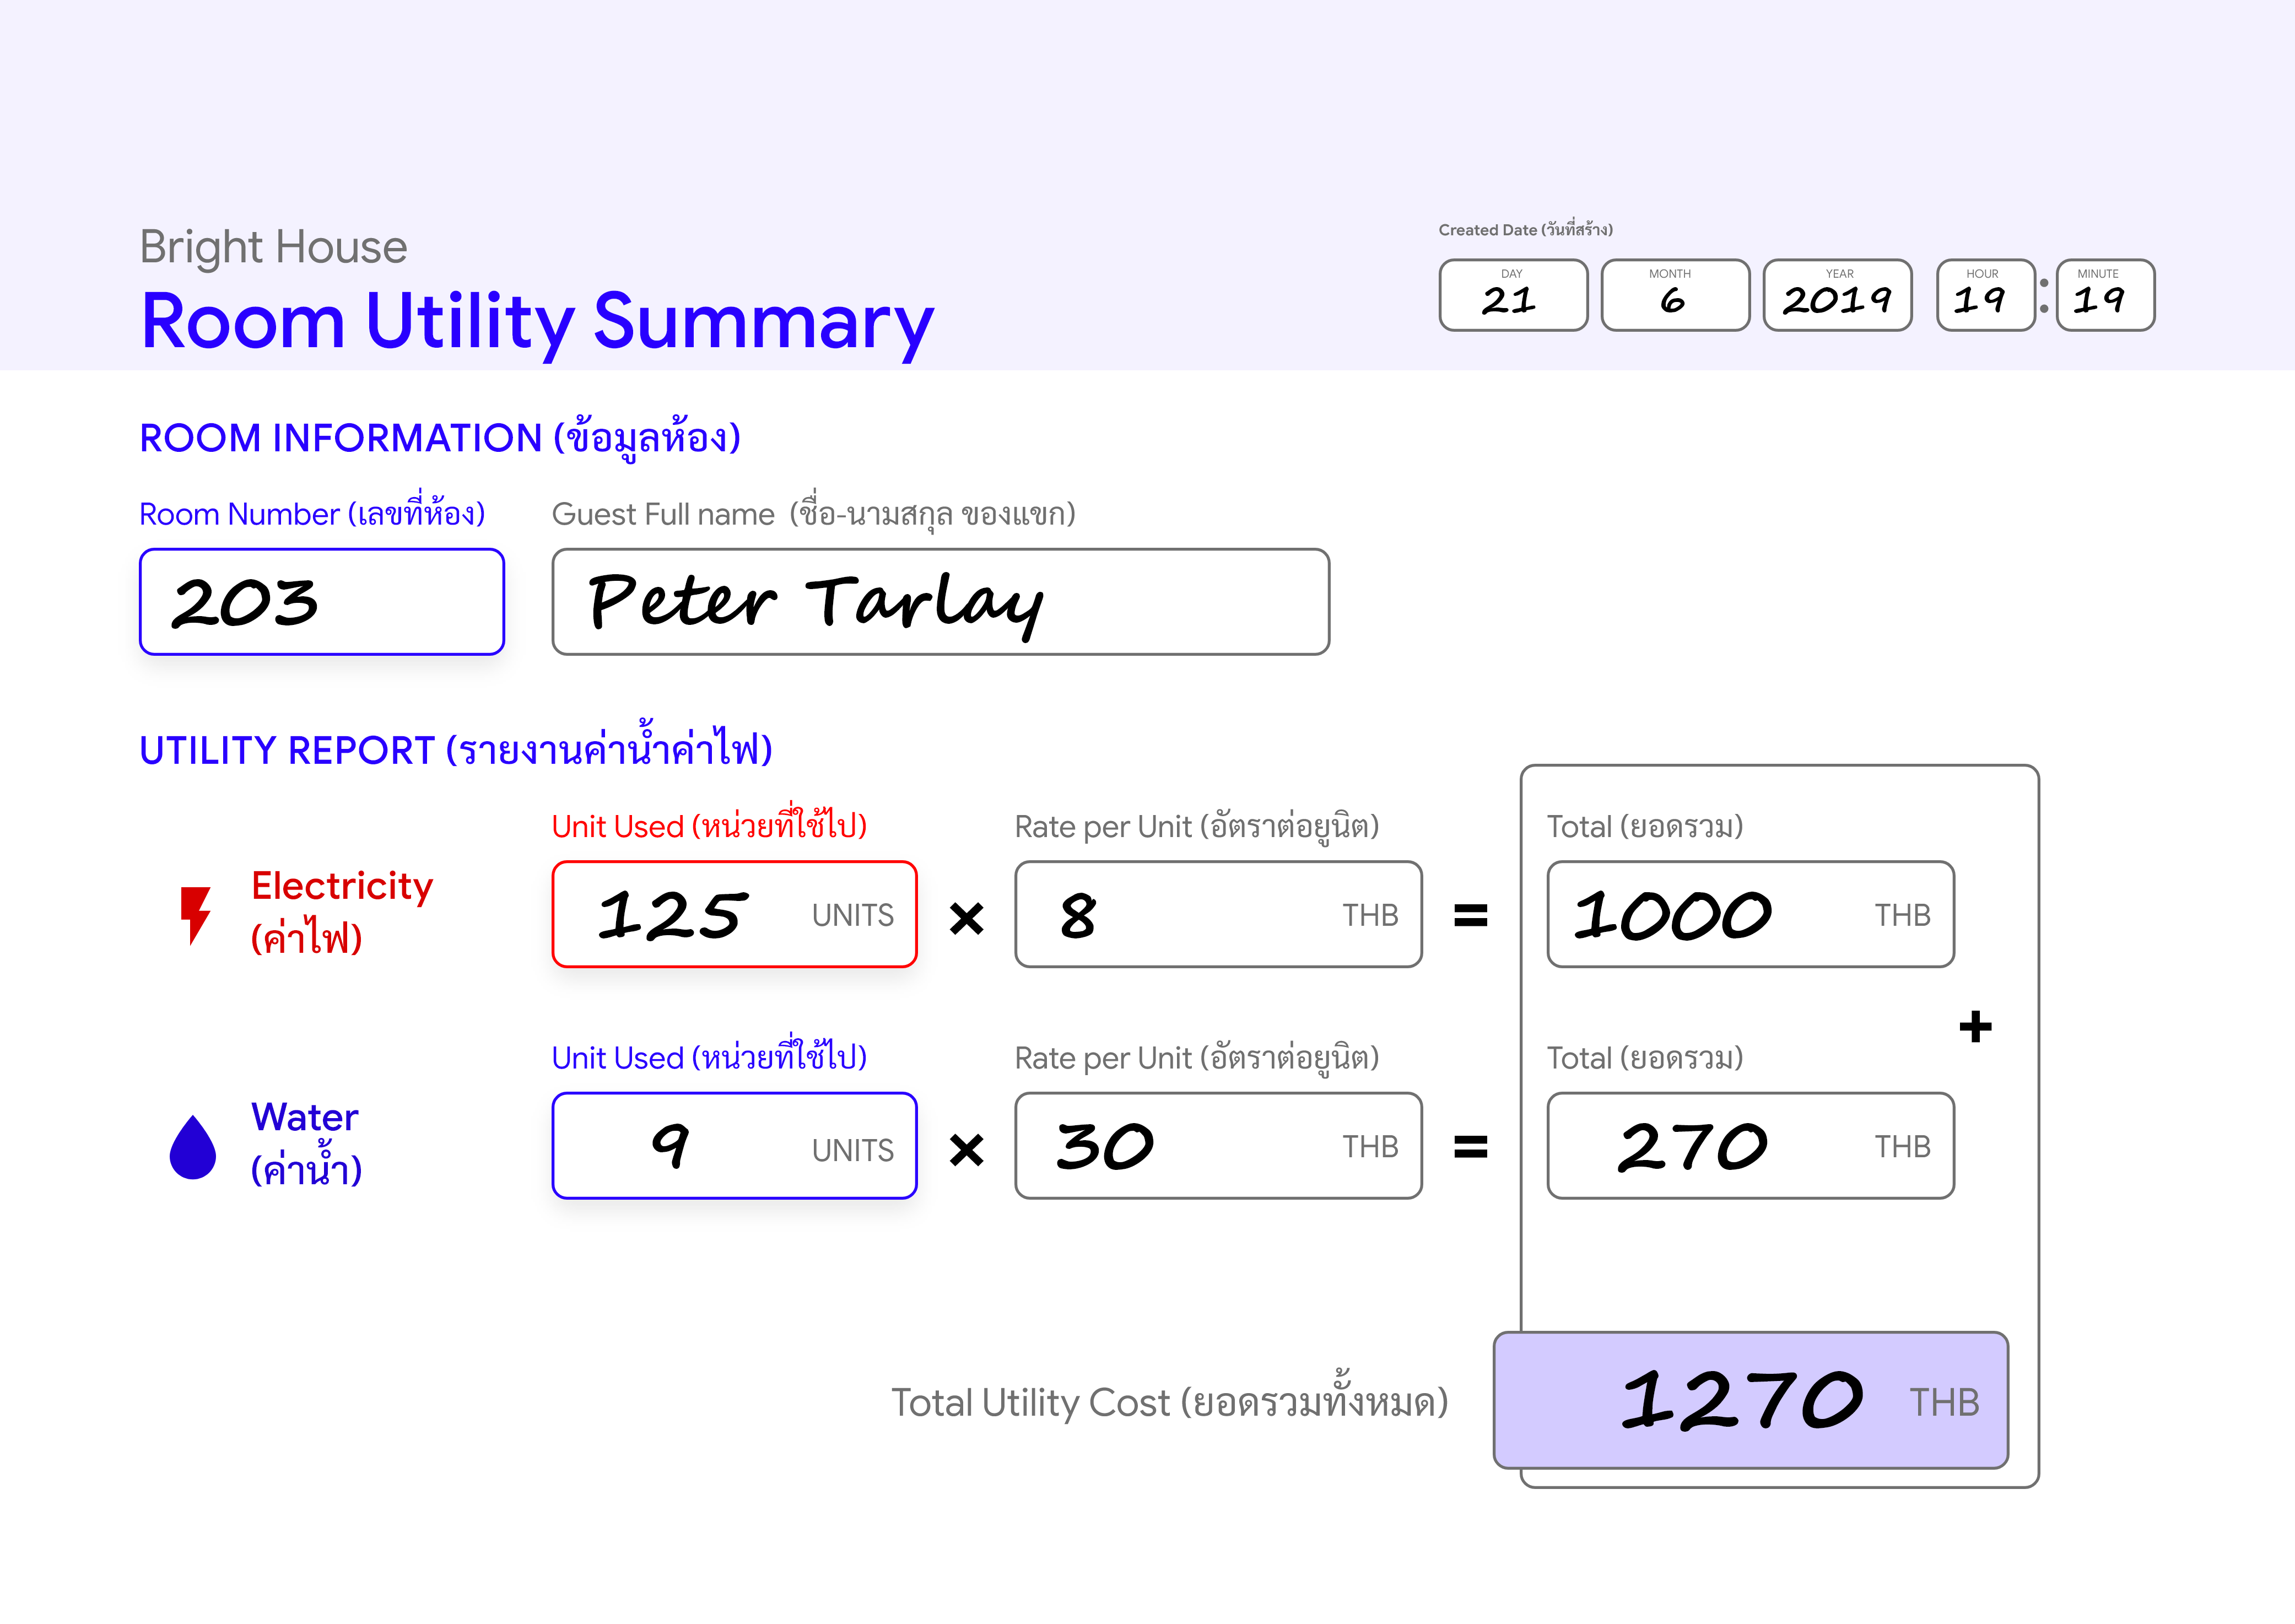 Bright House
Room Utility Summary
Created Date (วันที่สร้าง)
DAY MONTH YEAR HOUR MINUTE
21 6 2019 19 : 19
ROOM INFORMATION (ข้อมูลห้อง)
Room Number (เลขที่ห้อง) Guest Full name (ชื่อ-นามสกุล ของแขก)
203 Peter Tarlay
UTILITY REPORT (รายงานค่าน้ำค่าไฟ)
Unit Used (หน่วยที่ใช้ไป) Rate per Unit (อัตราต่อยูนิต) Total (ยอดรวม)
Electricity
(ค่าไฟ)
125 UNITS × 8 THB = 1000 THB
+
Unit Used (หน่วยที่ใช้ไป) Rate per Unit (อัตราต่อยูนิต) Total (ยอดรวม)
Water
(ค่าน้ำ)
9 UNITS × 30 THB = 270 THB
Total Utility Cost (ยอดรวมทั้งหมด) 1270 THB